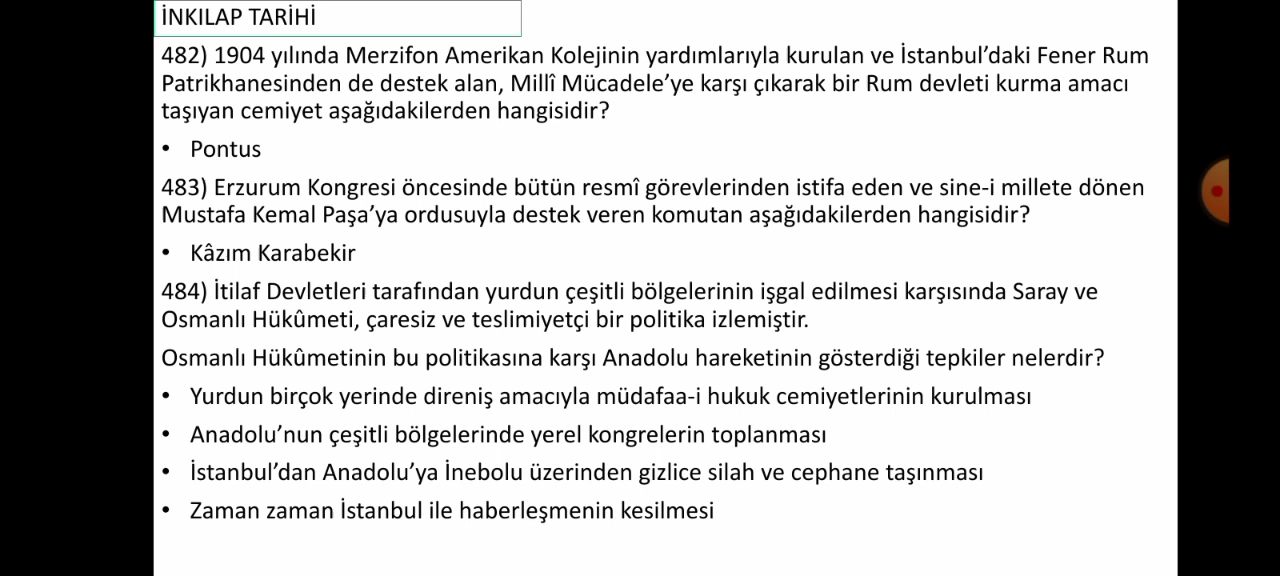 İNKILAP TARİHİ
482) 1904 yılında Merzifon Amerikan Kolejinin yardımlarıyla kurulan ve İstanbul’daki Fener Rum
Patrikhanesinden de destek alan, Millî Mücadele’ye karşı çıkarak bir Rum devleti kurma amacı
taşıyan cemiyet aşağıdakilerden hangisidir?
• Pontus
483) Erzurum Kongresi öncesinde bütün resmî görevlerinden istifa eden ve sine-i millete dönen
Mustafa Kemal Paşa’ya ordusuyla destek veren komutan aşağıdakilerden hangisidir?
• Kâzım Karabekir
484) İtilaf Devletleri tarafından yurdun çeşitli bölgelerinin işgal edilmesi karşısında Saray ve
Osmanlı Hükûmeti, çaresiz ve teslimiyetçi bir politika izlemiştir.
Osmanlı Hükûmetinin bu politikasına karşı Anadolu hareketinin gösterdiği tepkiler nelerdir?
• Yurdun birçok yerinde direniş amacıyla müdafaa-i hukuk cemiyetlerinin kurulması
• Anadolu’nun çeşitli bölgelerinde yerel kongrelerin toplanması
• İstanbul’dan Anadolu’ya İnebolu üzerinden gizlice silah ve cephane taşınması
• Zaman zaman İstanbul ile haberleşmenin kesilmesi